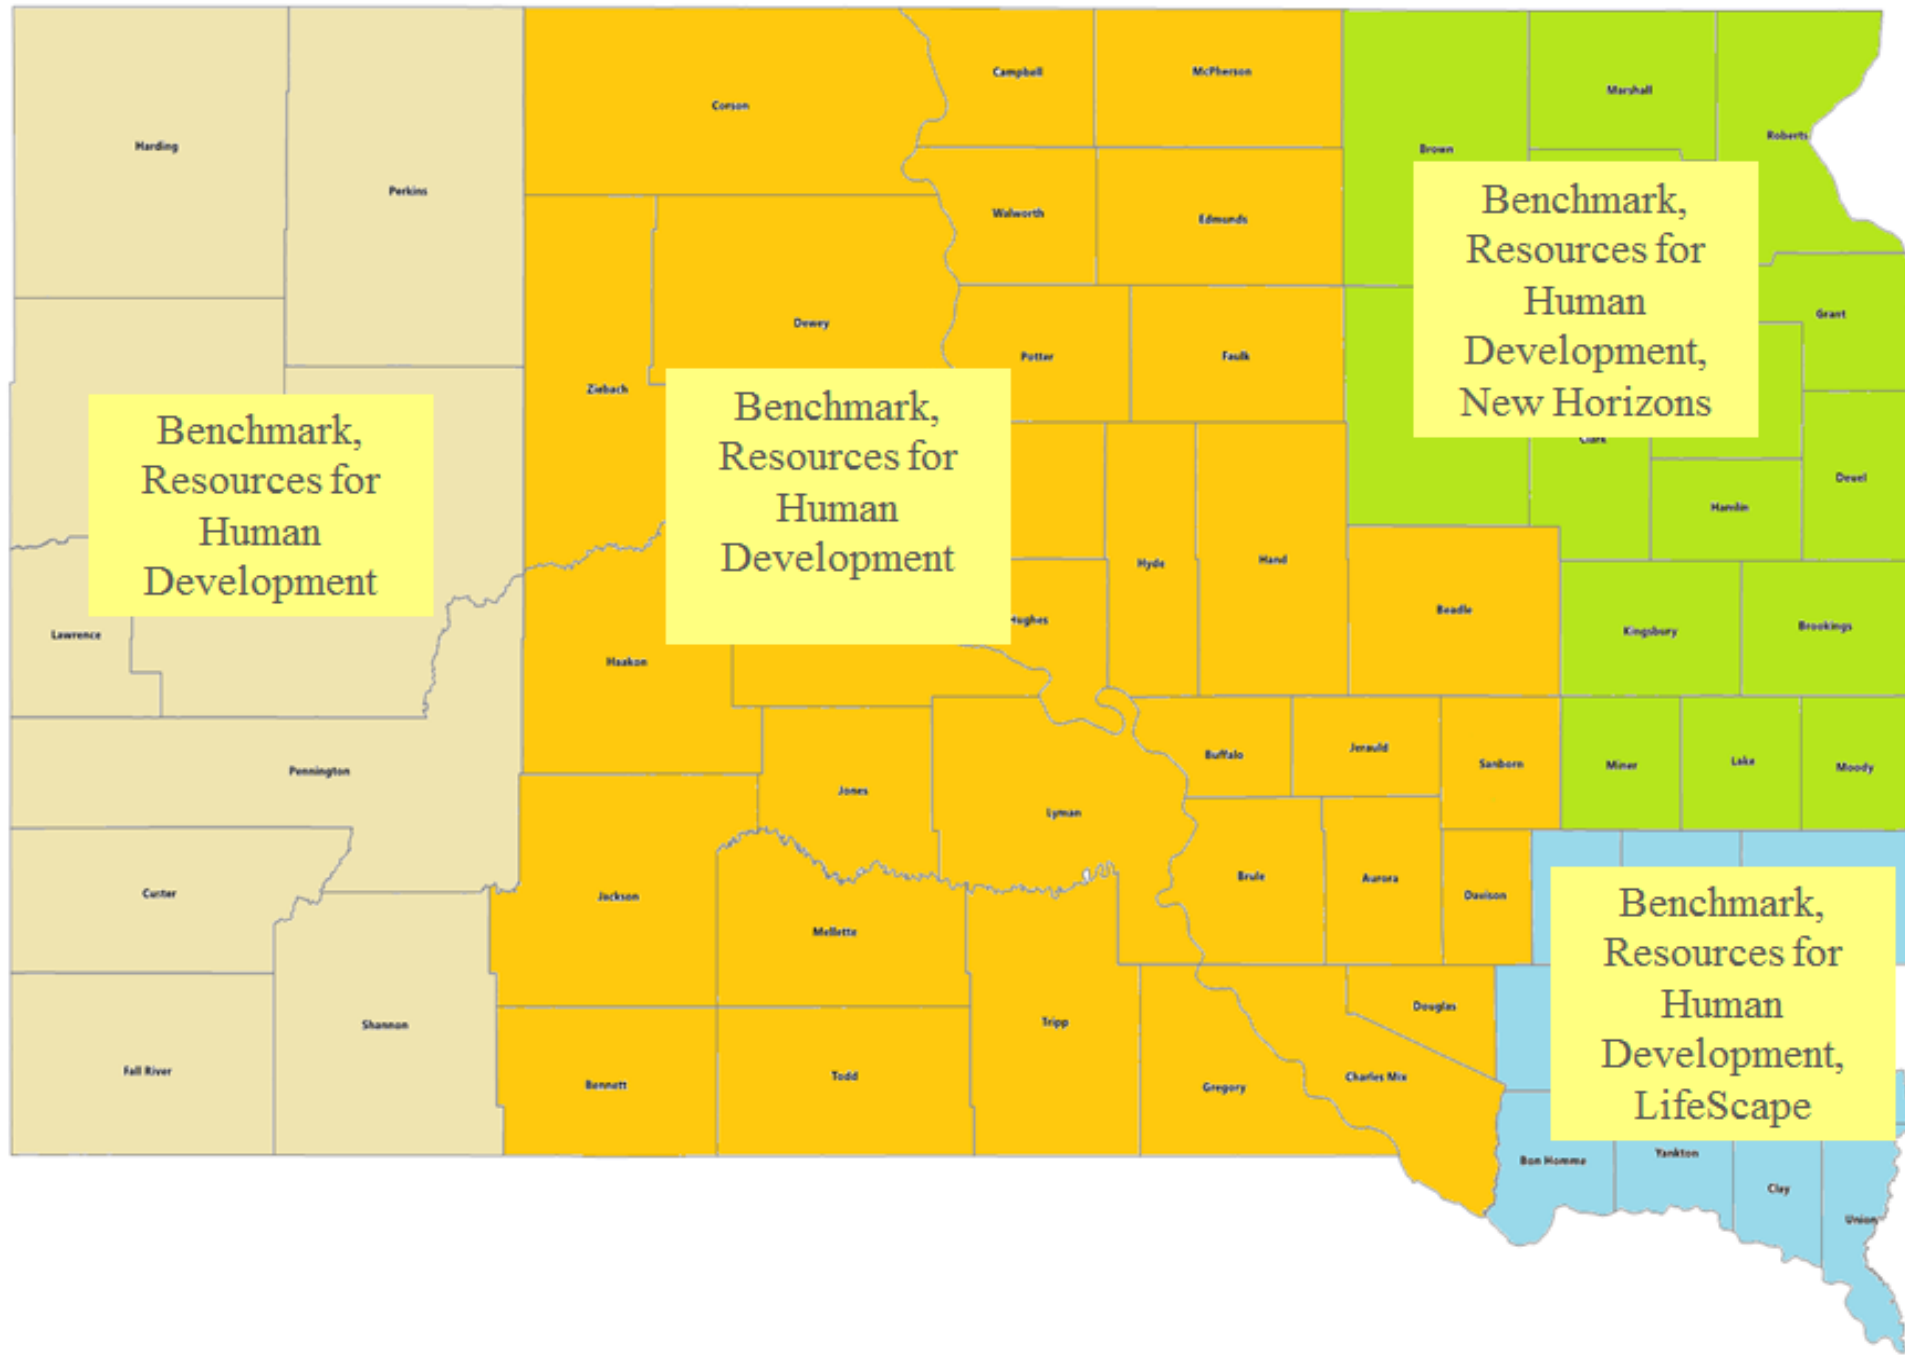 Campbell
McPherson
Corson
Marshall
Roberts
Harding
Brown
Perkins
Walworth
Edmunds
Benchmark,
Resources for
Human
Development,
New Horizons
Grant
Dewey
Potter
Faulk
Ziebach
Benchmark,
Resources for
Human
Development
Benchmark,
Resources for
Human
Development
Clark
Deuel
Hamlin
Hyde
Hand
Beadle
Hughes
Kingsbury
Brookings
Lawrence
Haakon
Buffalo
Jerauld
Sanborn
Miner
Lake
Moody
Pennington
Jones
Lyman
Custer
Jackson
Mellette
Brule
Aurora
Davison
Benchmark,
Resources for
Human
Development,
LifeScape
Shannon
Tripp
Douglas
Fall River
Bennett
Todd
Gregory
Charles Mix
Bon Homme
Yankton
Clay
Union